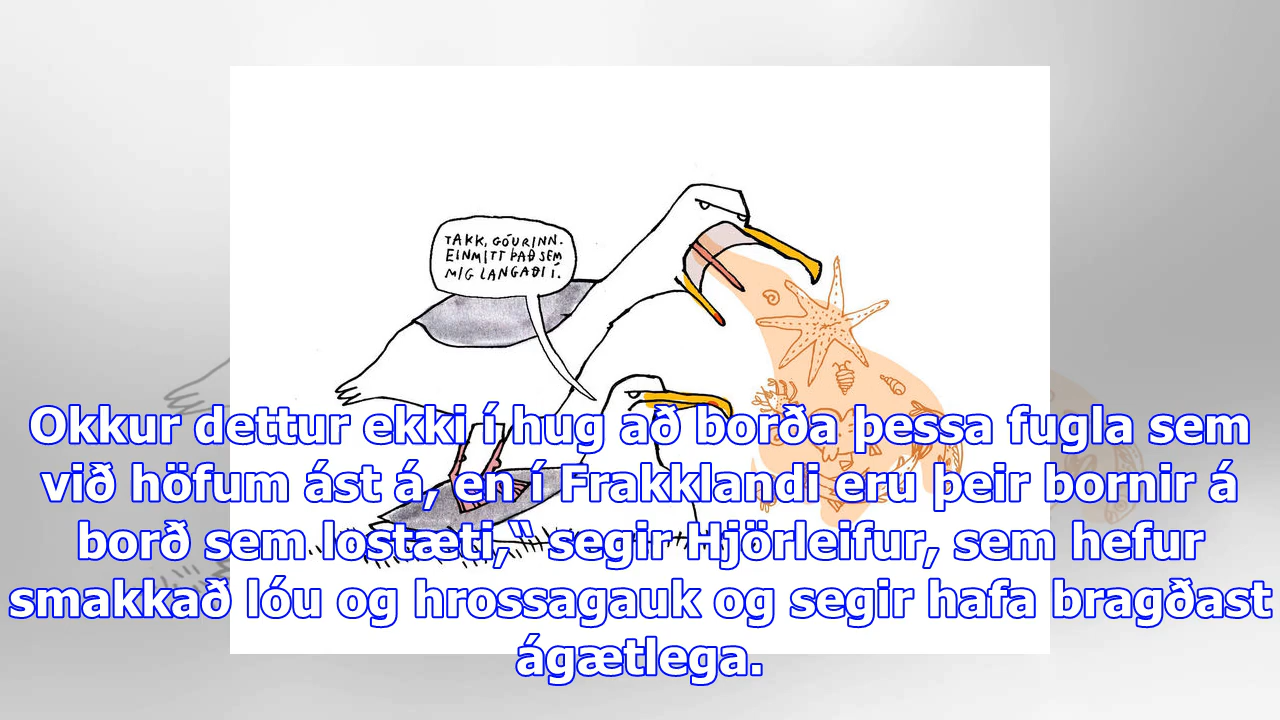 TAKK, GÓURINN.
EINMITT ÞAÐ SEM
MIG LANGAÐI Í.
Okkur dettur ekki í hug að borða þessa fugla sem
við höfum ást á, en í Frakklandi eru þeir bornir á
borð sem lostæti,“ segir Hjörleifur, sem hefur
smakkað lóu og hrossagauk og segir hafa bragðast
ágætlega.